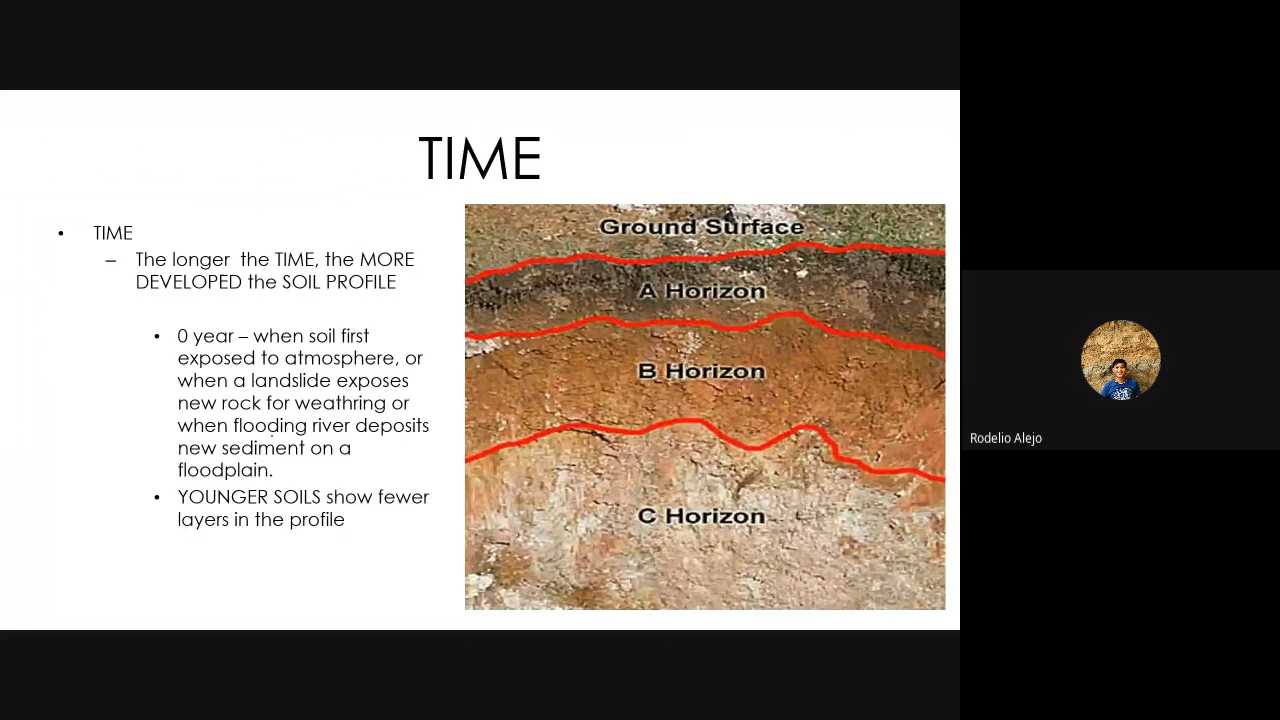 TIME
• TIME
– The longer the TIME, the MORE
DEVELOPED the SOIL PROFILE
• 0 year – when soil first
exposed to atmosphere, or
when a landslide exposes
new rock for weathring or
when flooding river deposits
new sediment on a
floodplain.
• YOUNGER SOILS show fewer
layers in the profile
Ground Surface
A Horizon
B Horizon
C Horizon
Rodelio Alejo